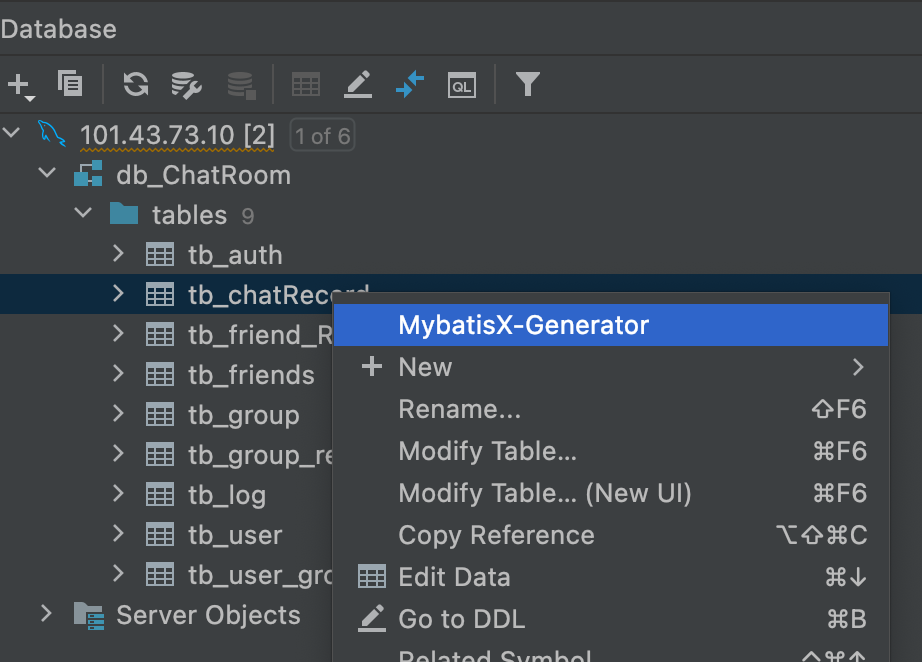 Database
QL
101.43.73.10 [2] 1 of 6
db_ChatRoom
tables 9
tb_auth
tb_chatRecord
tb_friend_R
tb_friends
tb_group
tb_group_re
tb_log
tb_user
tb_user_gro
Server Objects
MybatisX-Generator
New
Rename... ⇧F6
Modify Table... ⌘F6
Modify Table... (New UI) ⌘F6
Copy Reference ⌥⇧⌘C
Edit Data ⌘↓
Go to DDL ⌘B
Related Symbol... ^⌘↑